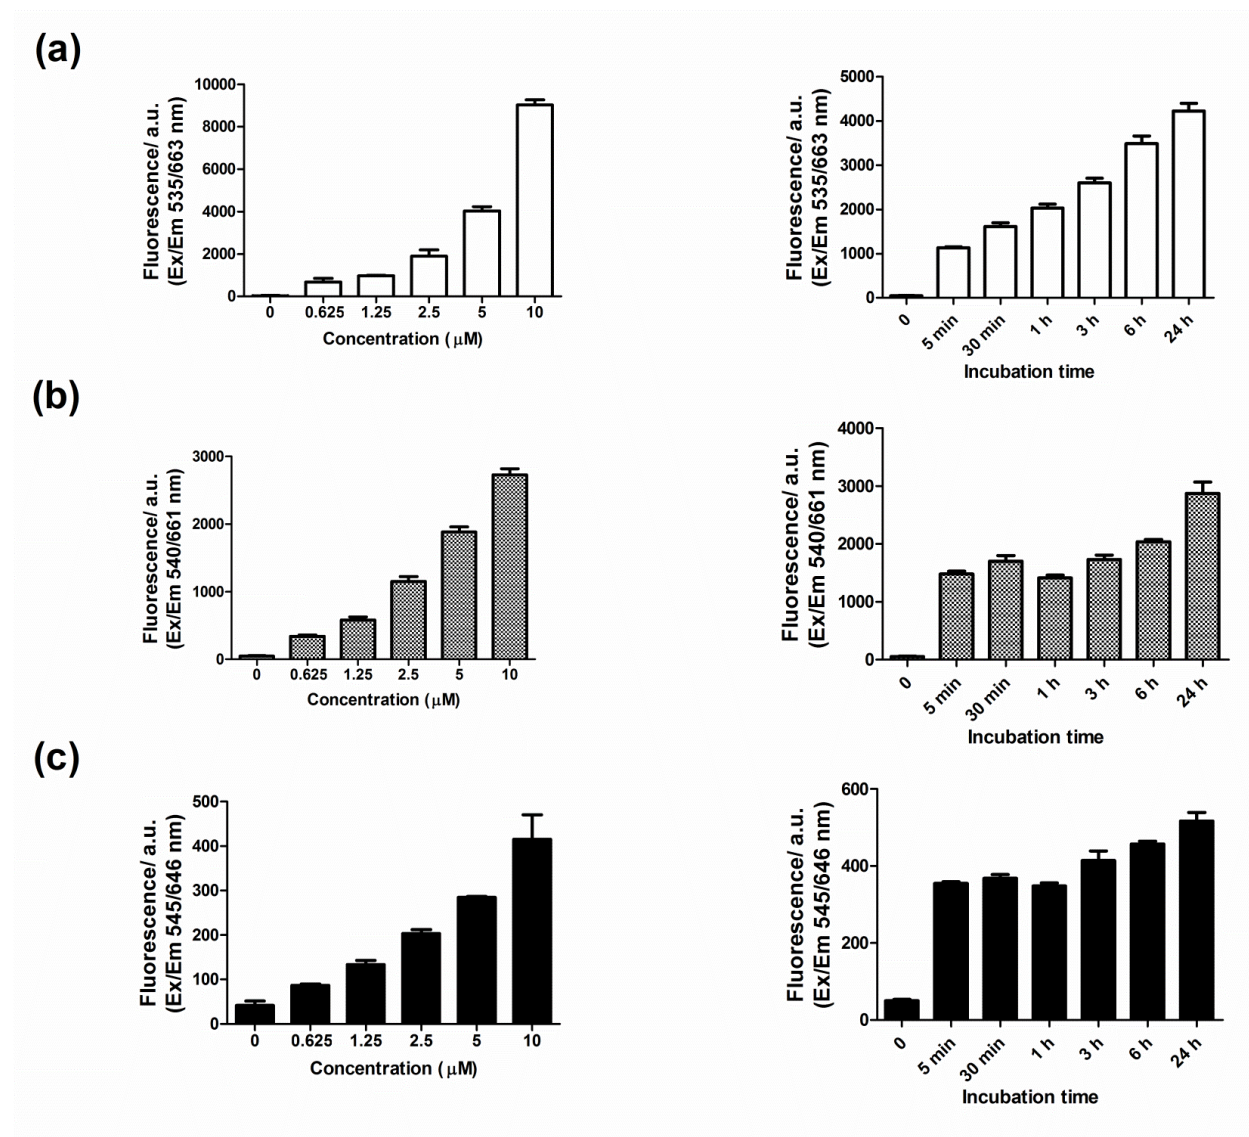 (a)
Fluorescence/ a.u.
(Ex/Em 535/663 nm)
10000
8000
6000
4000
2000
0
0 0.625 1.25 2.5 5 10
Concentration ( μM)
Fluorescence/ a.u.
(Ex/Em 535/663 nm)
5000
4000
3000
2000
1000
0
0 5 min 30 min 1 h 3 h 6 h 24 h
Incubation time
(b)
Fluorescence/ a.u.
(Ex/Em 540/661 nm)
3000
2000
1000
0
0 0.625 1.25 2.5 5 10
Concentration ( μM)
Fluorescence/ a.u.
(Ex/Em 540/661 nm)
4000
3000
2000
1000
0
0 5 min 30 min 1 h 3 h 6 h 24 h
Incubation time
(c)
Fluorescence/ a.u.
(Ex/Em 545/646 nm)
500
400
300
200
100
0
0 0.625 1.25 2.5 5 10
Concentration ( μM)
Fluorescence/ a.u.
(Ex/Em 545/646 nm)
600
400
200
0
0 5 min 30 min 1 h 3 h 6 h 24 h
Incubation time